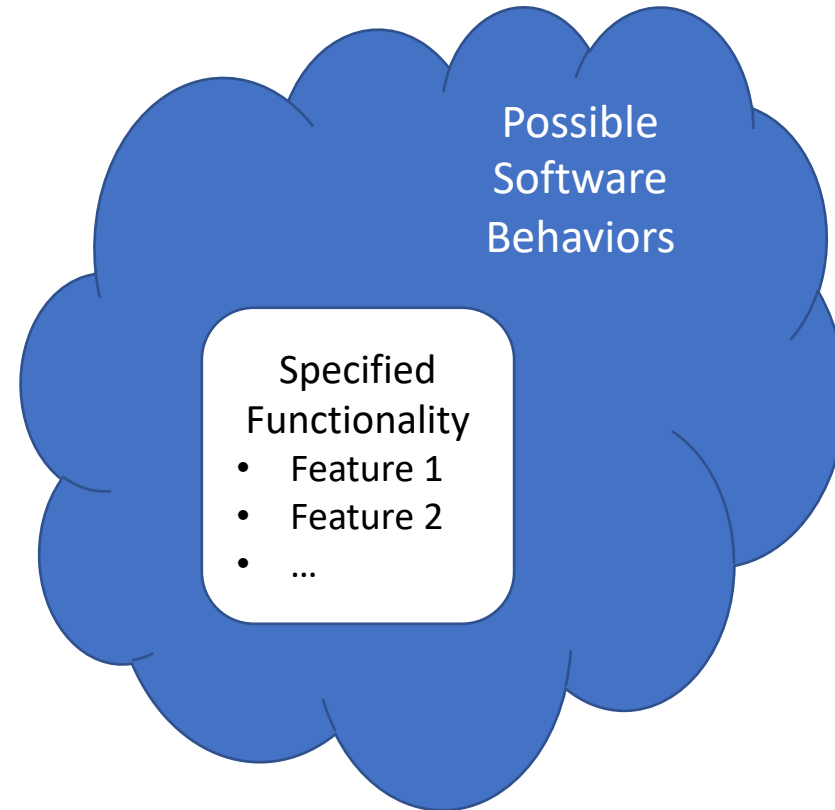 Possible
Software
Behaviors
Specified
Functionality
• Feature 1
• Feature 2
• ...